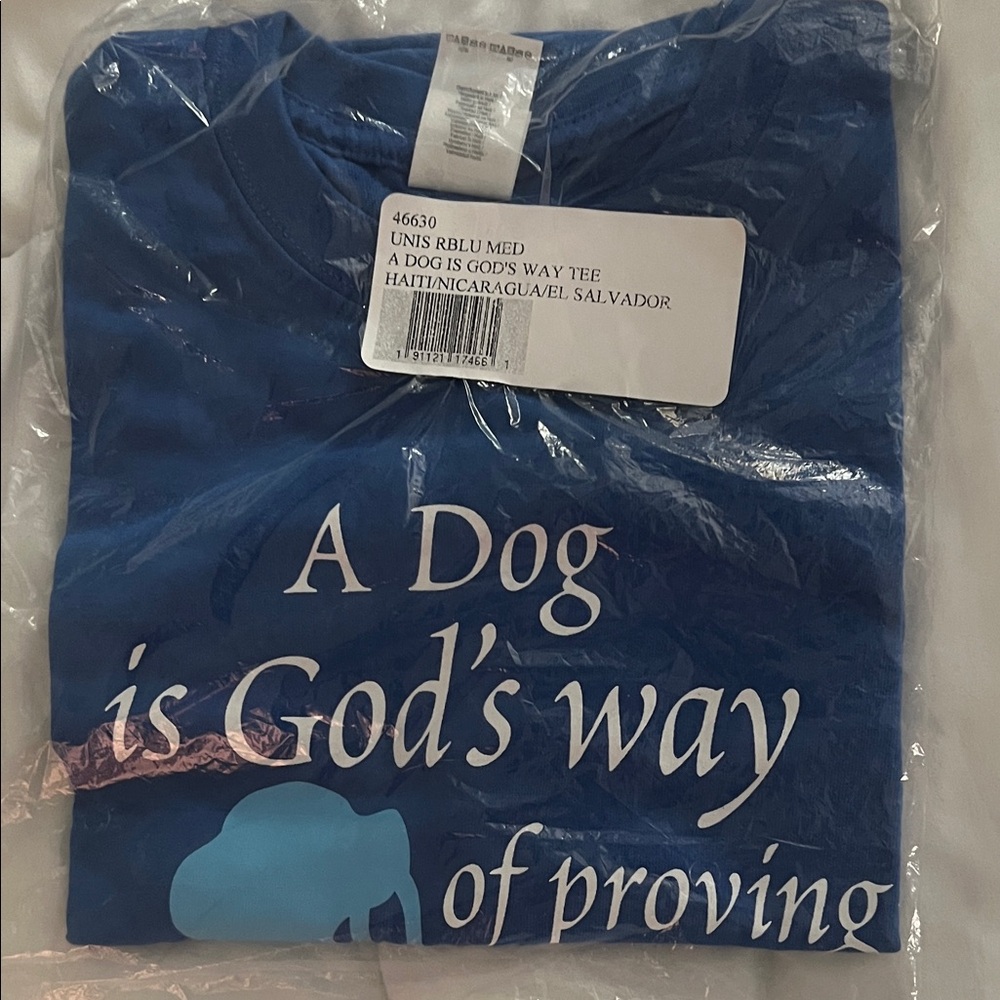 46630
UNIS RBLU MED
A DOG IS GOD'S WAY TEE
HAITI/NICARAGUA/EL SALVADOR
1 91121 17466 1
A Dog
is God's way
of proving